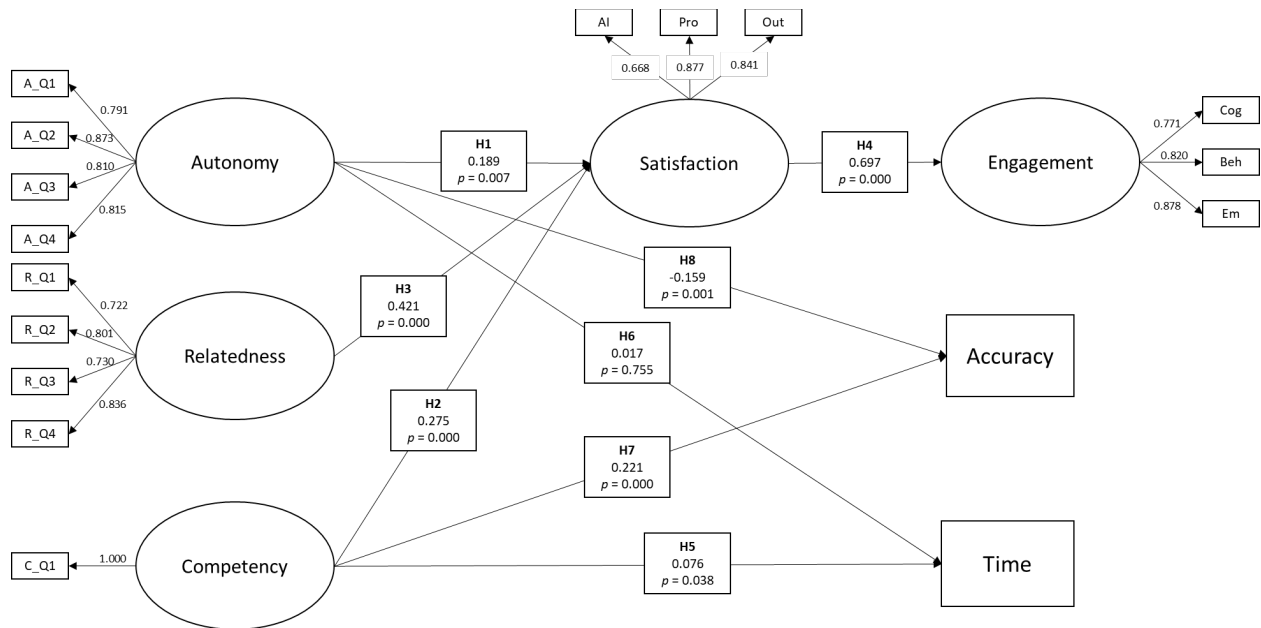 AI
Pro
Out
0.668
0.877
0.841
A_Q1
A_Q2
A_Q3
A_Q4
0.791
0.873
0.810
0.815
Autonomy
H1
0.189
p = 0.007
Satisfaction
H4
0.697
p = 0.000
Engagement
0.771
0.820
0.878
Cog
Beh
Em
R_Q1
R_Q2
R_Q3
R_Q4
0.722
0.801
0.730
0.836
Relatedness
H3
0.421
p = 0.000
H8
-0.159
p = 0.001
H6
0.017
p = 0.755
Accuracy
H2
0.275
p = 0.000
H7
0.221
p = 0.000
C_Q1
1.000
Competency
H5
0.076
p = 0.038
Time